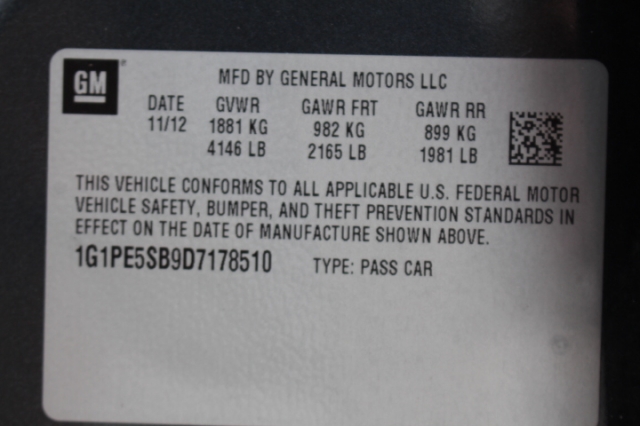 GM
MFD BY GENERAL MOTORS LLC
DATE GVWR GAWR FRT GAWR RR
11/12 1881 KG 982 KG 899 KG
4146 LB 2165 LB 1981 LB
THIS VEHICLE CONFORMS TO ALL APPLICABLE U.S. FEDERAL MOTOR
VEHICLE SAFETY, BUMPER, AND THEFT PREVENTION STANDARDS IN
EFFECT ON THE DATE OF MANUFACTURE SHOWN ABOVE.
1G1PE5SB9D7178510 TYPE: PASS CAR